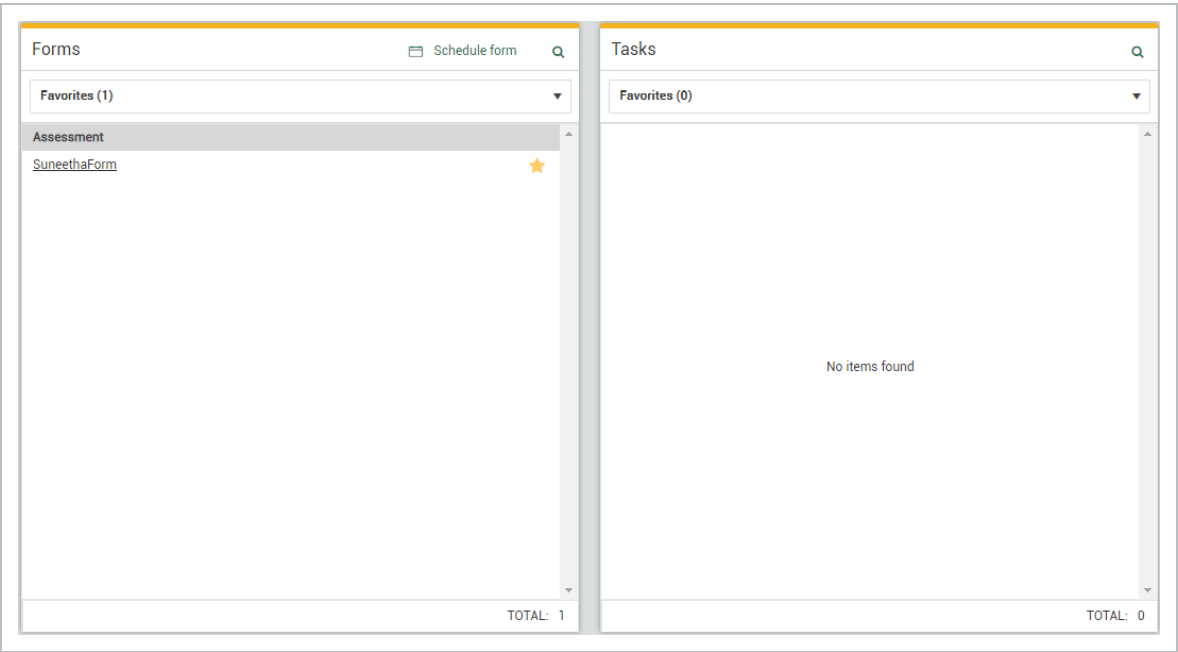 Forms
Schedule form
Favorites (1)
Assessment
SuneethaForm
TOTAL: 1
Tasks
Favorites (0)
No items found
TOTAL: 0